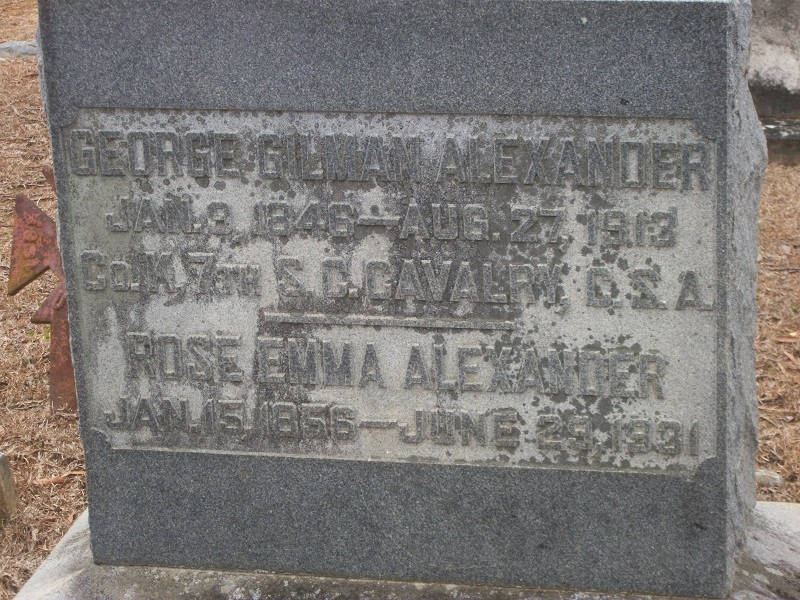 GEORGE GILMAN ALEXANDER
JAN. 3, 1846—AUG. 27, 1913
CO. K, 7TH S. C. CAVALRY, C. S. A.
ROSE EMMA ALEXANDER
JAN. 15, 1856—JUNE 29, 1931